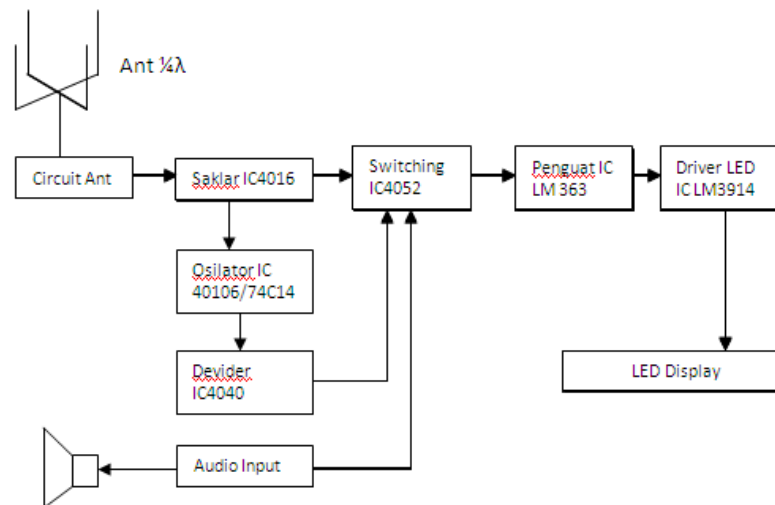 Ant ¼λ
Circuit Ant
Saklar IC4016
Switching
IC4052
Penguat IC
LM 363
Driver LED
IC LM3914
Osilator IC
40106/74C14
Devider
IC4040
LED Display
Audio Input